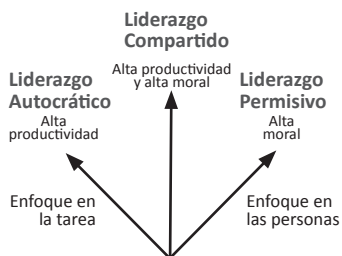 Liderazgo
Compartido
Alta productividad
y alta moral
Liderazgo
Autocrático
Alta
productividad
Liderazgo
Permisivo
Alta
moral
Enfoque en
la tarea
Enfoque en
las personas